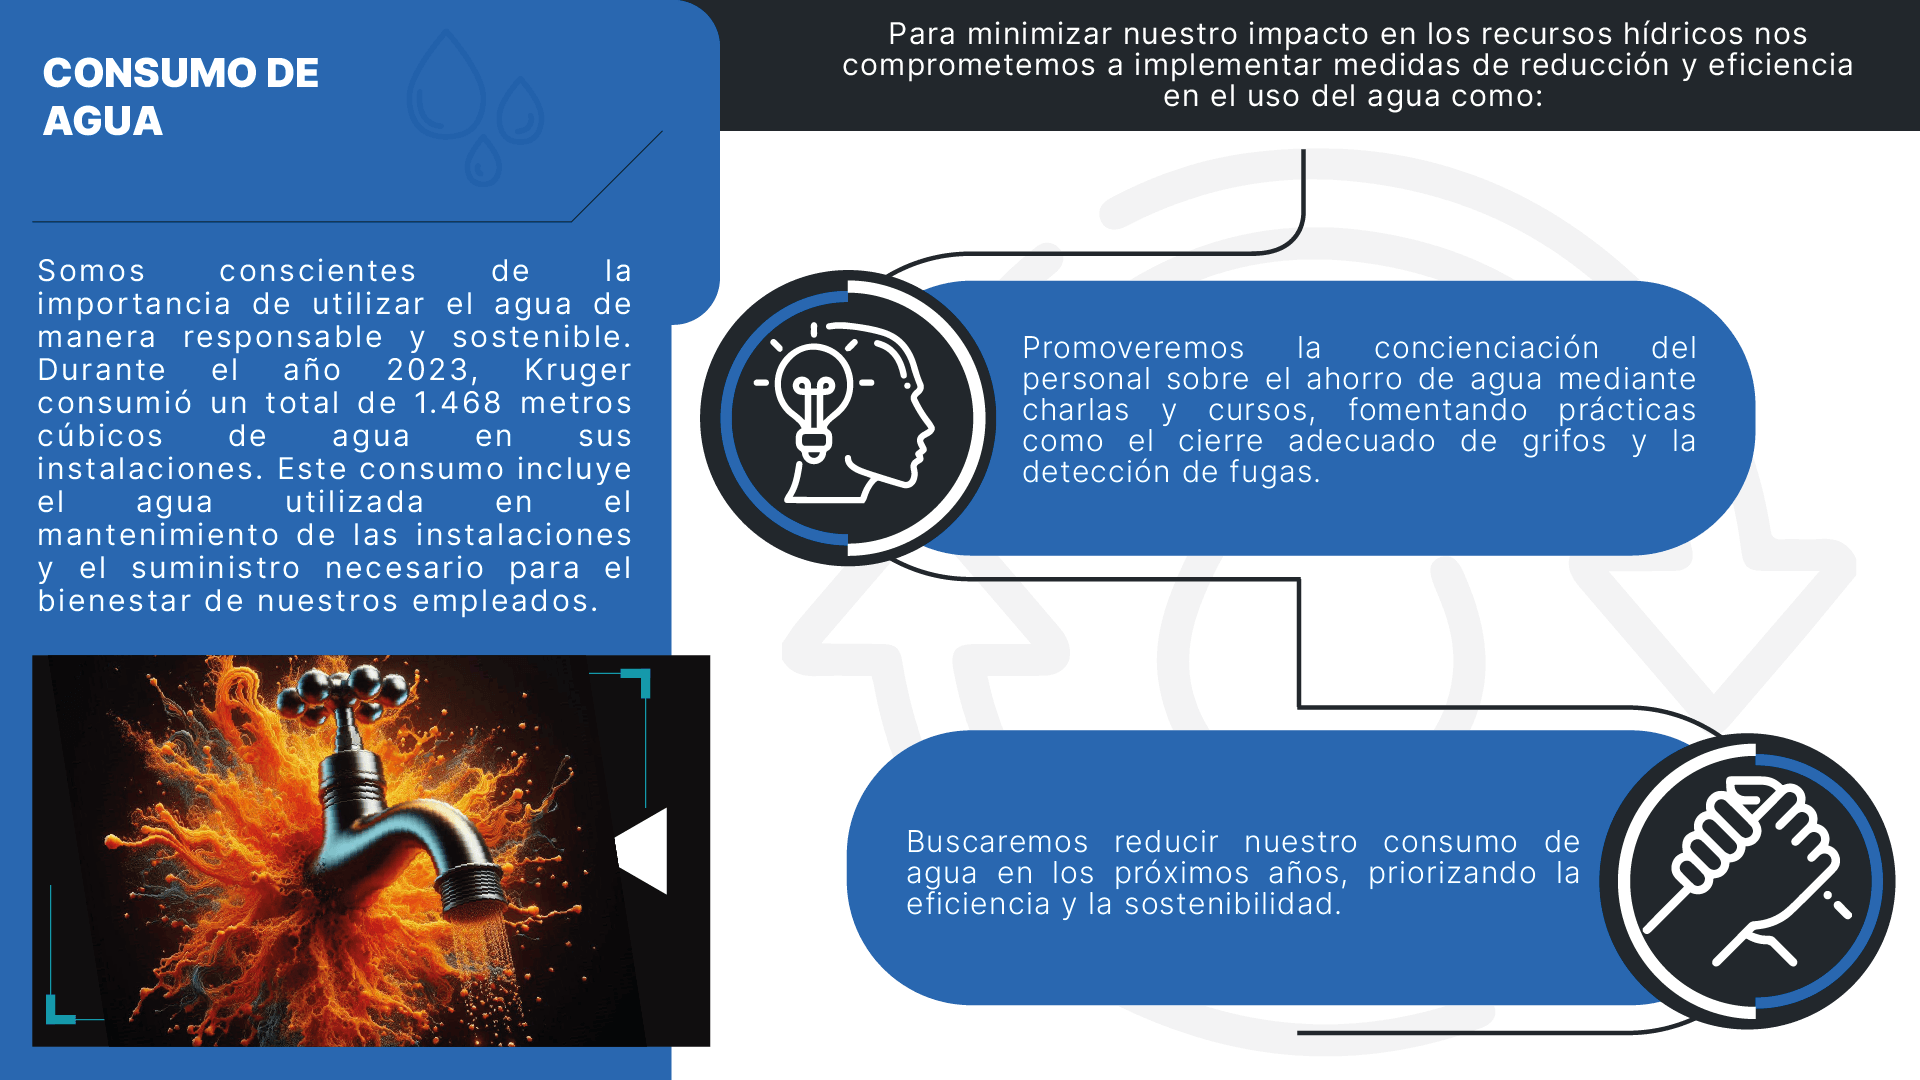 CONSUMO DE
AGUA
Somos conscientes de la
importancia de utilizar el agua de
manera responsable y sostenible.
Durante el año 2023, Kruger
consumió un total de 1.468 metros
cúbicos de agua en sus
instalaciones. Este consumo incluye
el agua utilizada en el
mantenimiento de las instalaciones
y el suministro necesario para el
bienestar de nuestros empleados.
Para minimizar nuestro impacto en los recursos hídricos nos
comprometemos a implementar medidas de reducción y eficiencia
en el uso del agua como:
Promoveremos la concienciación del
personal sobre el ahorro de agua mediante
charlas y cursos, fomentando prácticas
como el cierre adecuado de grifos y la
detección de fugas.
Buscaremos reducir nuestro consumo de
agua en los próximos años, priorizando la
eficiencia y la sostenibilidad.